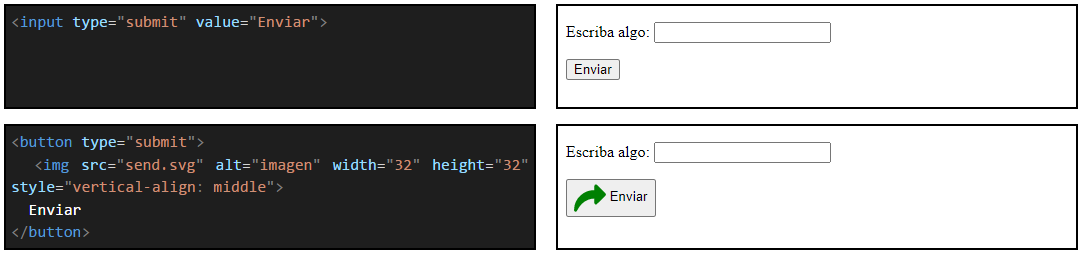 <input type="submit" value="Enviar">
Escriba algo:
Enviar
<button type="submit">
<img src="send.svg" alt="imagen" width="32" height="32"
style="vertical-align: middle">
Enviar
</button>
Escriba algo:
Enviar